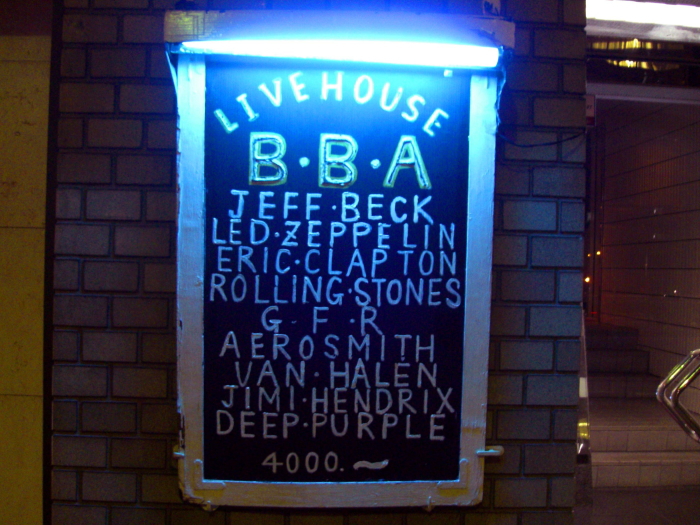 LIVE HOUSE
B·B·A
JEFF·BECK
LED·ZEPPELIN
ERIC·CLAPTON
ROLLING·STONES
G·F·R
AEROSMITH
VAN·HALEN
JIMI·HENDRIX
DEEP·PURPLE
4000.~